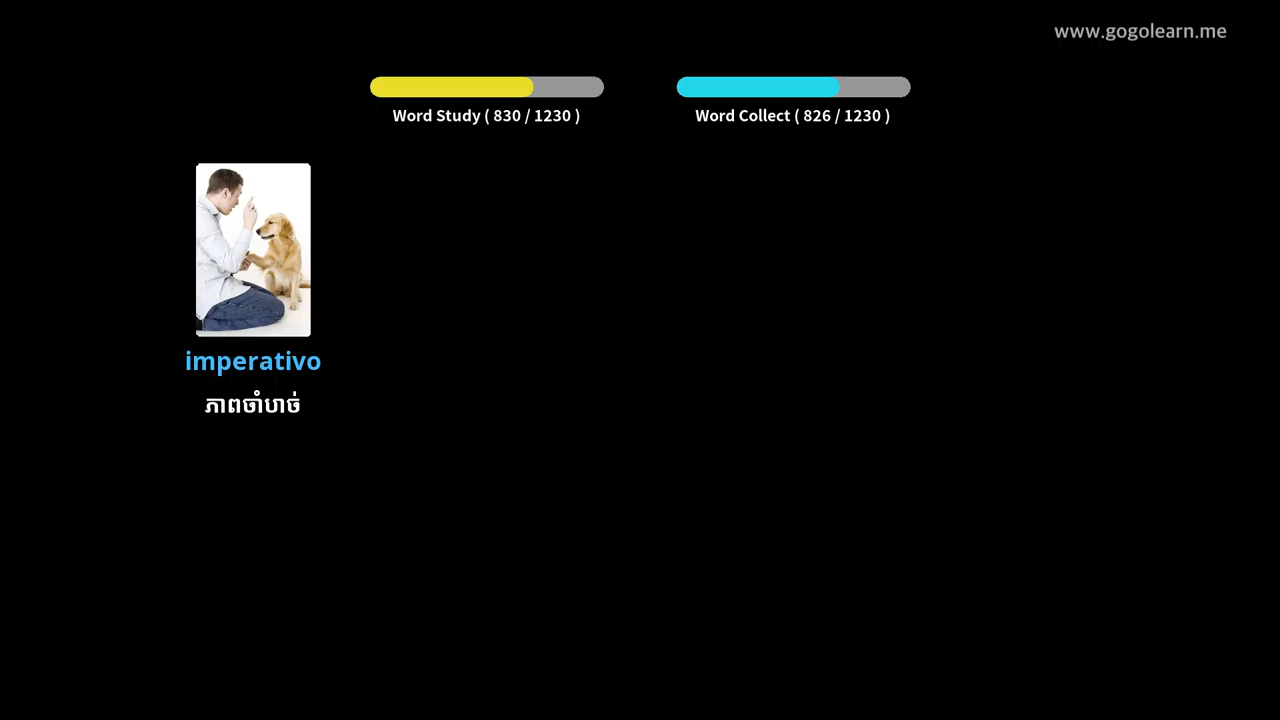 www.gogolearn.me
Word Study ( 830 / 1230 )
Word Collect ( 826 / 1230 )
imperativo
ភាពចាំបាច់